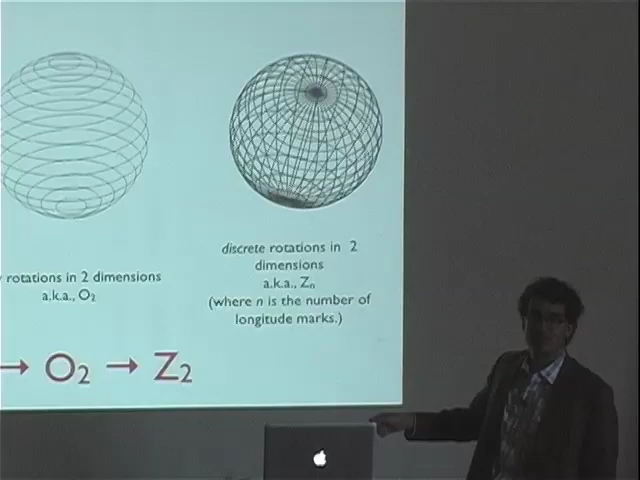 rotations in 2 dimensions
a.k.a., O2
discrete rotations in 2
dimensions
a.k.a., Zn
(where n is the number of
longitude marks.)
→ O2 → Z2